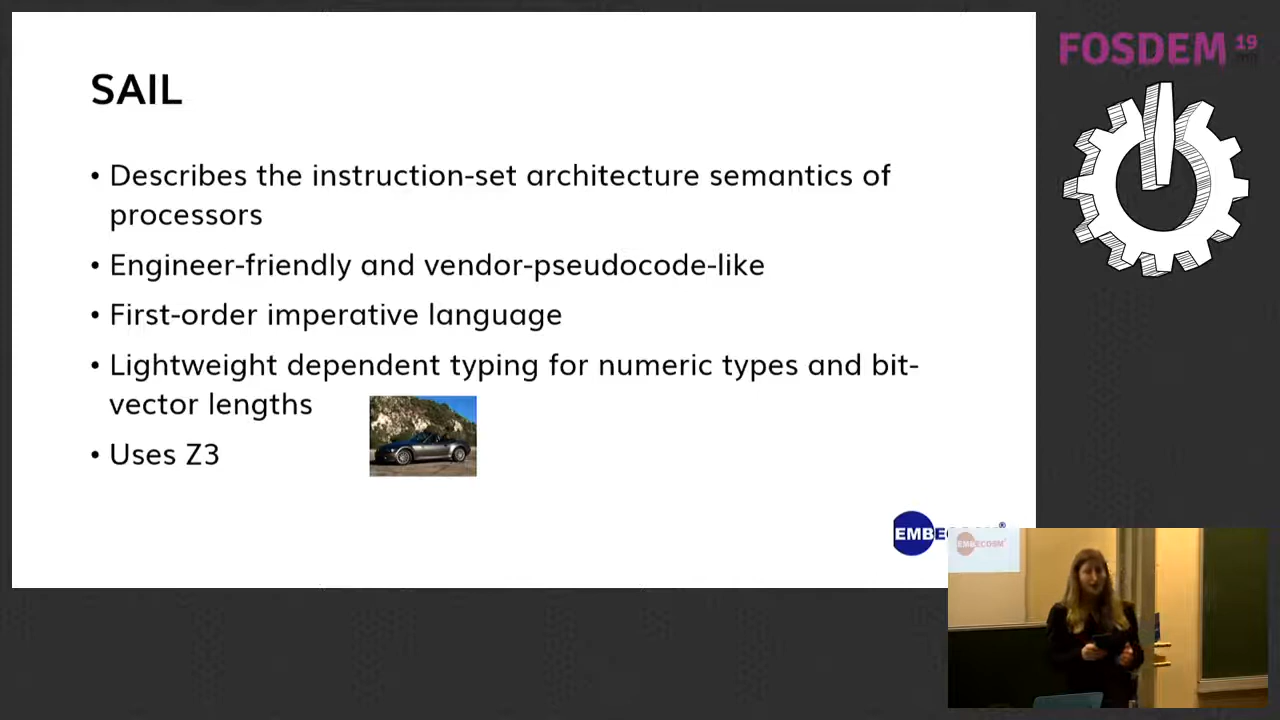 SAIL
• Describes the instruction-set architecture semantics of
processors
• Engineer-friendly and vendor-pseudocode-like
• First-order imperative language
• Lightweight dependent typing for numeric types and bit-
vector lengths
• Uses Z3
FOSDEM 19
EMBECOSM®